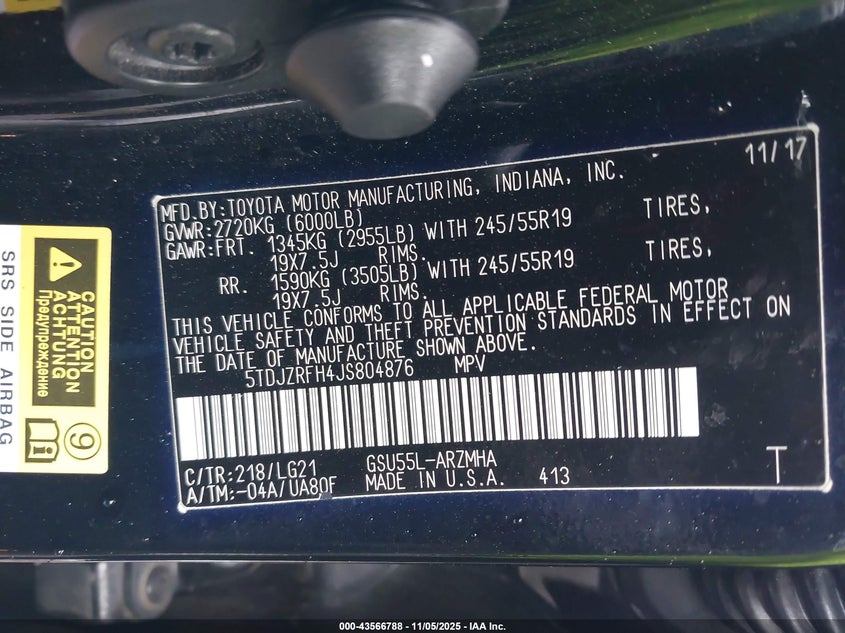 11/17
MFD.BY:TOYOTA MOTOR MANUFACTURING, INDIANA, INC.
GVWR:2720KG (6000LB)
GAWR:FRT. 1345KG (2955LB) WITH 245/55R19 TIRES,
19X7.5J RIMS.
RR. 1590KG (3505LB) WITH 245/55R19 TIRES,
19X7.5J RIMS.
THIS VEHICLE CONFORMS TO ALL APPLICABLE FEDERAL MOTOR
VEHICLE SAFETY AND THEFT PREVENTION STANDARDS IN EFFECT ON
THE DATE OF MANUFACTURE SHOWN ABOVE.
5TDJZRFH4JS804876 MPV
C/TR:218/LG21 GSU55L-ARZMHA T
A/TM:-04A/UA80F MADE IN U.S.A. 413
CAUTION
ATTENTION
ACHTUNG
Предупреждение
9
SRS SIDE AIRBAG
000-43566788 - 11/05/2025 - IAA Inc.